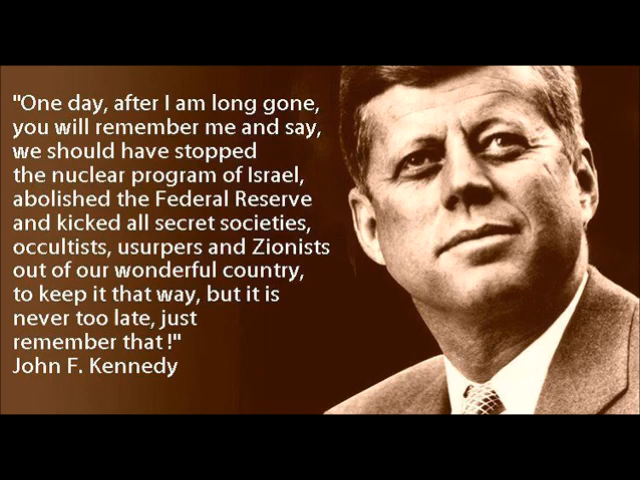 "One day, after I am long gone,
you will remember me and say,
we should have stopped
the nuclear program of Israel,
abolished the Federal Reserve
and kicked all secret societies,
occultists, usurpers and Zionists
out of our wonderful country,
to keep it that way, but it is
never too late, just
remember that!"
John F. Kennedy